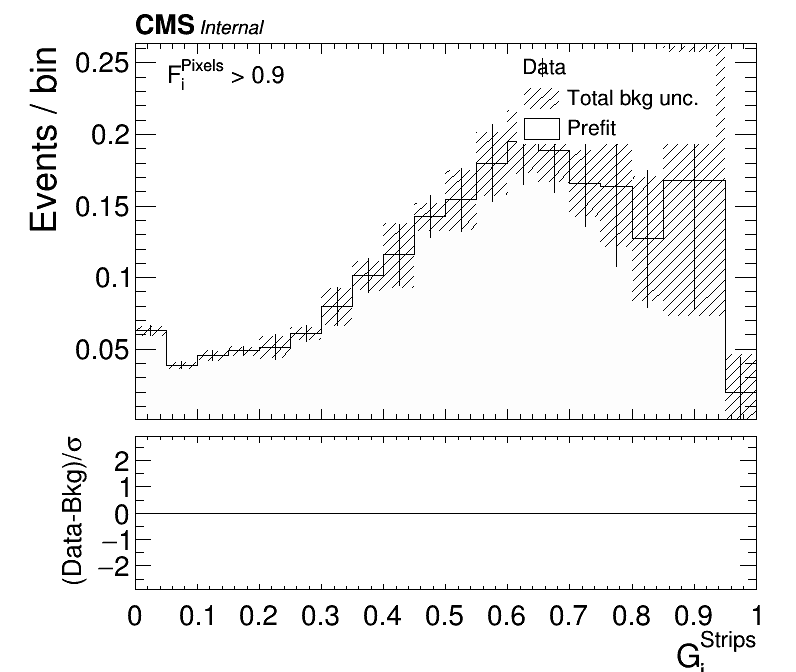 CMS Internal
F_i^Pixels > 0.9
Data
Total bkg unc.
Prefit
Events / bin
0.25
0.2
0.15
0.1
0.05
(Data-Bkg)/σ
2
1
0
−1
−2
0 0.1 0.2 0.3 0.4 0.5 0.6 0.7 0.8 0.9 1
G_i^Strips